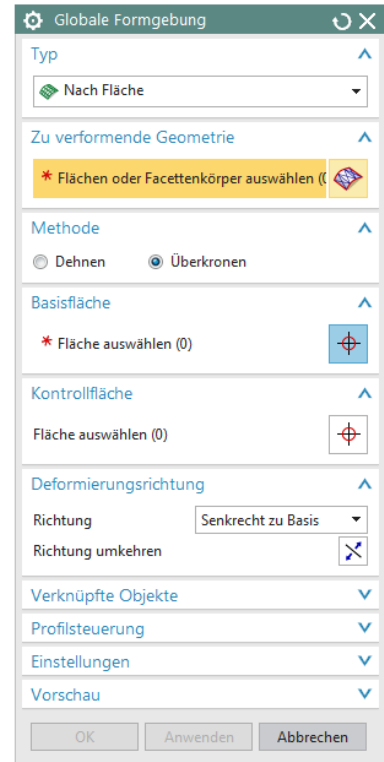 Globale Formgebung
Typ
Nach Fläche
Zu verformende Geometrie
* Flächen oder Facettenkörper auswählen (0
Methode
Dehnen Überkronen
Basisfläche
* Fläche auswählen (0)
Kontrollfläche
Fläche auswählen (0)
Deformierungsrichtung
Richtung Senkrecht zu Basis
Richtung umkehren
Verknüpfte Objekte
Profilsteuerung
Einstellungen
Vorschau
OK Anwenden Abbrechen